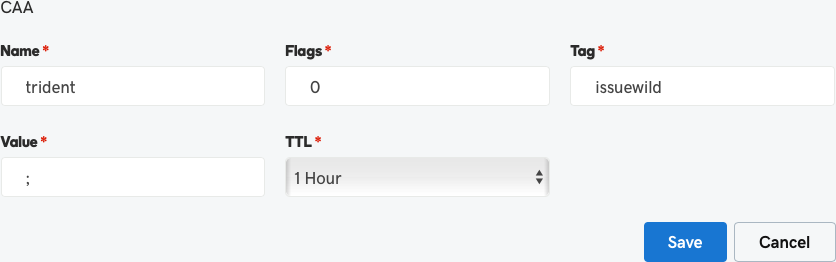 CAA
Name * Flags * Tag *
trident 0 issuewild
Value * TTL *
; 1 Hour
Save Cancel